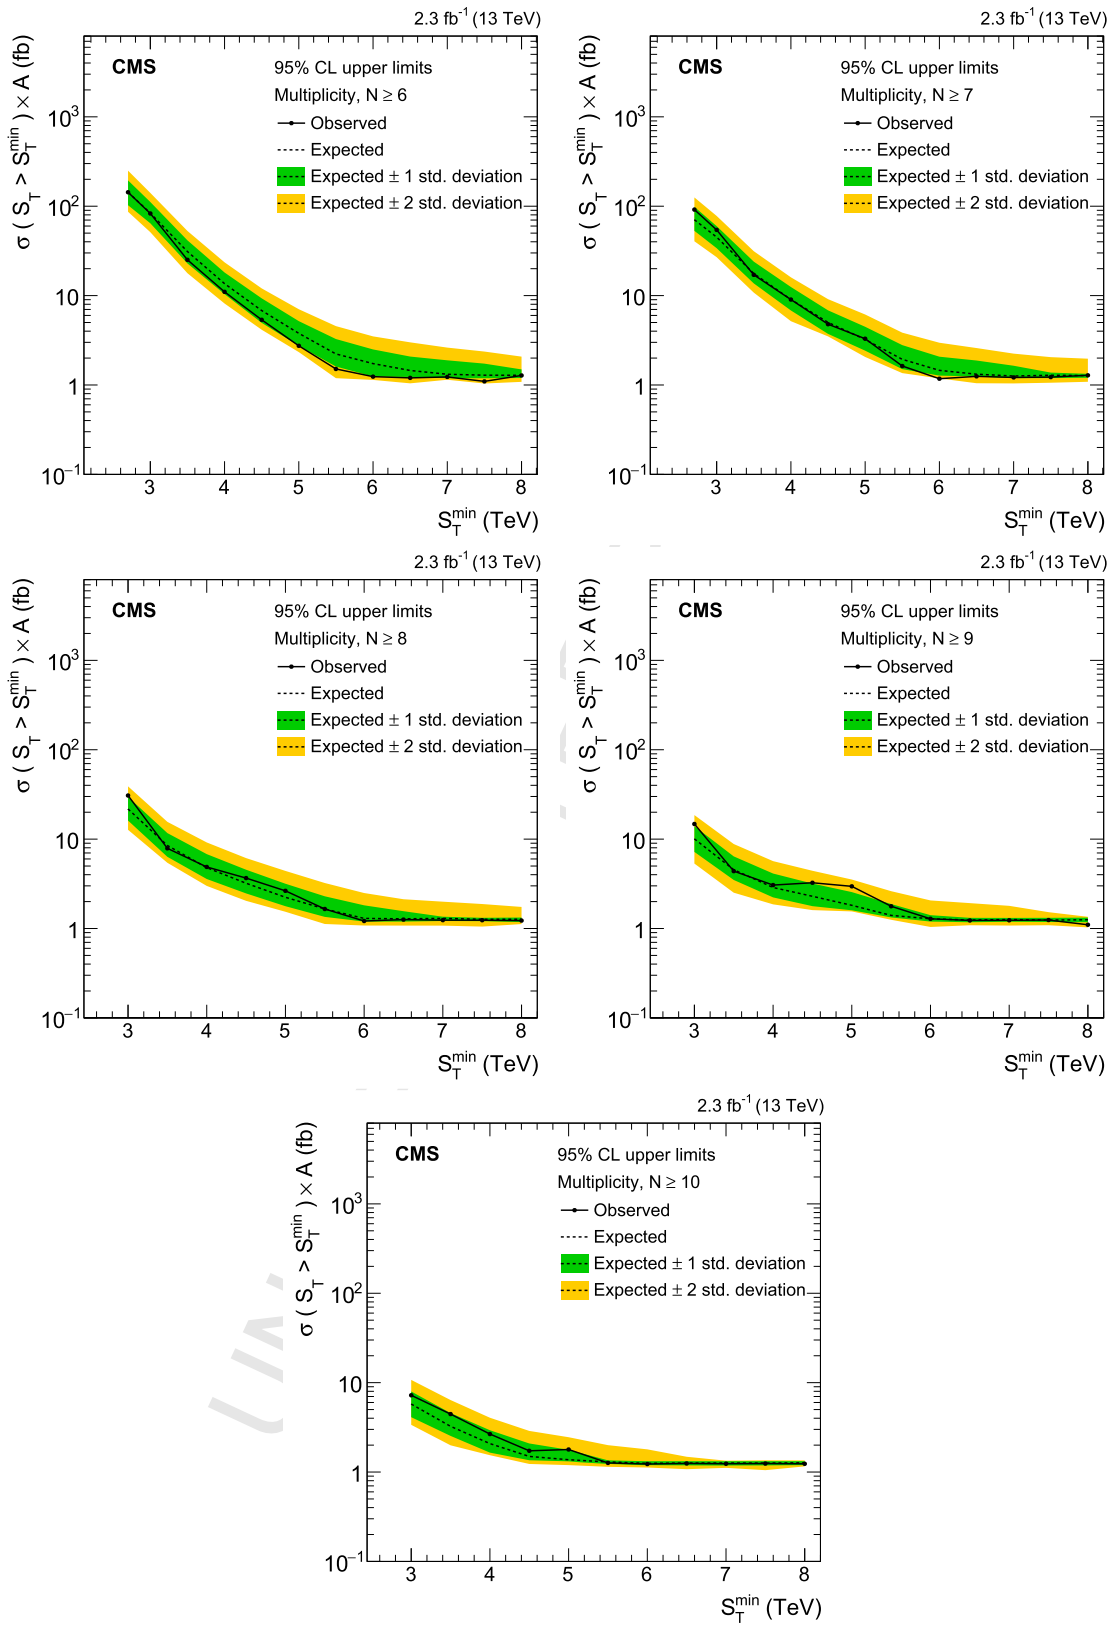 2.3 fb⁻¹ (13 TeV)
CMS
95% CL upper limits
Multiplicity, N ≥ 6
Observed
Expected
Expected ± 1 std. deviation
Expected ± 2 std. deviation
σ ( S_T > S_T^min ) × A (fb)
10³
10²
10
1
10⁻¹
3 4 5 6 7 8
S_T^min (TeV)
2.3 fb⁻¹ (13 TeV)
CMS
95% CL upper limits
Multiplicity, N ≥ 7
Observed
Expected
Expected ± 1 std. deviation
Expected ± 2 std. deviation
σ ( S_T > S_T^min ) × A (fb)
10³
10²
10
1
10⁻¹
3 4 5 6 7 8
S_T^min (TeV)
2.3 fb⁻¹ (13 TeV)
CMS
95% CL upper limits
Multiplicity, N ≥ 8
Observed
Expected
Expected ± 1 std. deviation
Expected ± 2 std. deviation
σ ( S_T > S_T^min ) × A (fb)
10³
10²
10
1
10⁻¹
3 4 5 6 7 8
S_T^min (TeV)
2.3 fb⁻¹ (13 TeV)
CMS
95% CL upper limits
Multiplicity, N ≥ 9
Observed
Expected
Expected ± 1 std. deviation
Expected ± 2 std. deviation
σ ( S_T > S_T^min ) × A (fb)
10³
10²
10
1
10⁻¹
3 4 5 6 7 8
S_T^min (TeV)
2.3 fb⁻¹ (13 TeV)
CMS
95% CL upper limits
Multiplicity, N ≥ 10
Observed
Expected
Expected ± 1 std. deviation
Expected ± 2 std. deviation
σ ( S_T > S_T^min ) × A (fb)
10³
10²
10
1
10⁻¹
3 4 5 6 7 8
S_T^min (TeV)